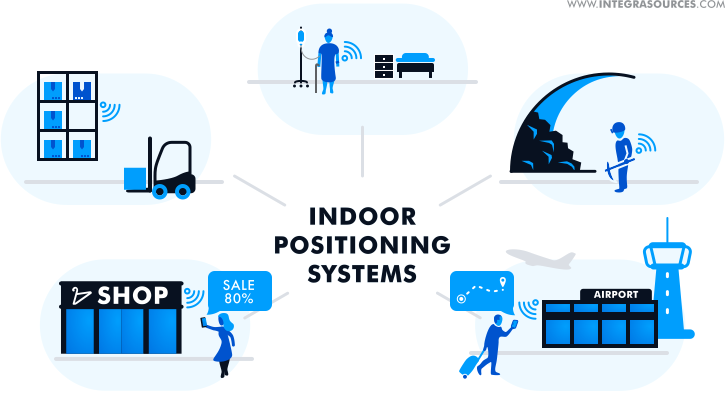 WWW.INTEGRASOURCES.COM
INDOOR
POSITIONING
SYSTEMS
SHOP
SALE
80%
AIRPORT